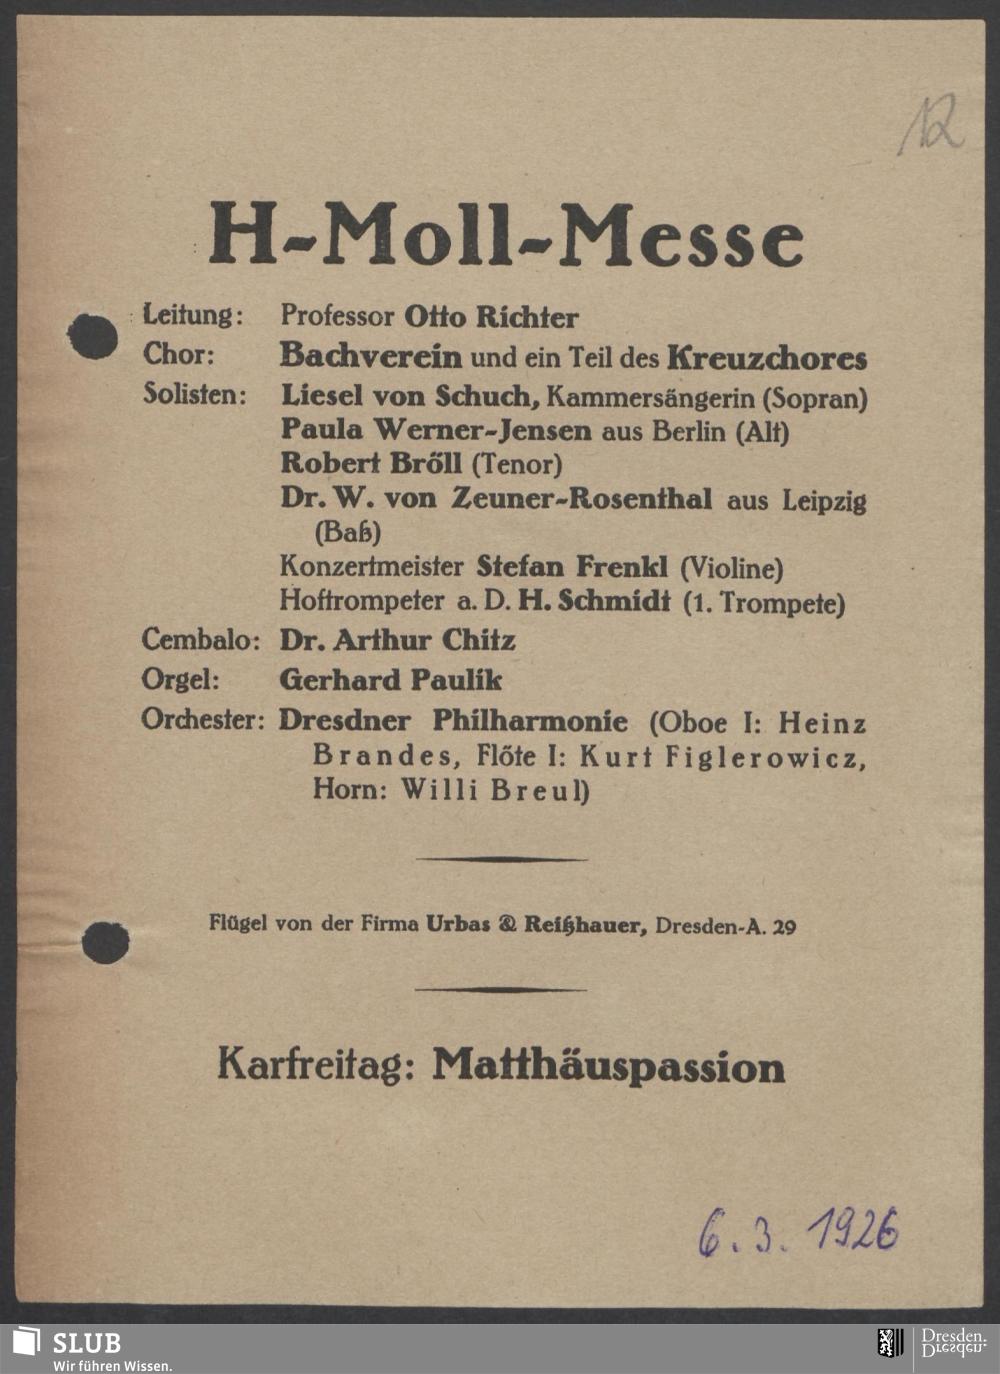 12
H-Moll-Messe
Leitung: Professor Otto Richter
Chor: Bachverein und ein Teil des Kreuzchores
Solisten: Liesel von Schuch, Kammersängerin (Sopran)
Paula Werner-Jensen aus Berlin (Alt)
Robert Bröll (Tenor)
Dr. W. von Zeuner-Rosenthal aus Leipzig
(Baß)
Konzertmeister Stefan Frenkl (Violine)
Hoftrompeter a. D. H. Schmidt (1. Trompete)
Cembalo: Dr. Arthur Chitz
Orgel: Gerhard Paulik
Orchester: Dresdner Philharmonie (Oboe I: Heinz
Brandes, Flöte I: Kurt Figlerowicz,
Horn: Willi Breul)
Flügel von der Firma Urbas & Reißhauer, Dresden-A. 29
Karfreitag: Matthäuspassion
6. 3. 1926
SLUB
Wir führen Wissen.
Dresden.
Dresden.